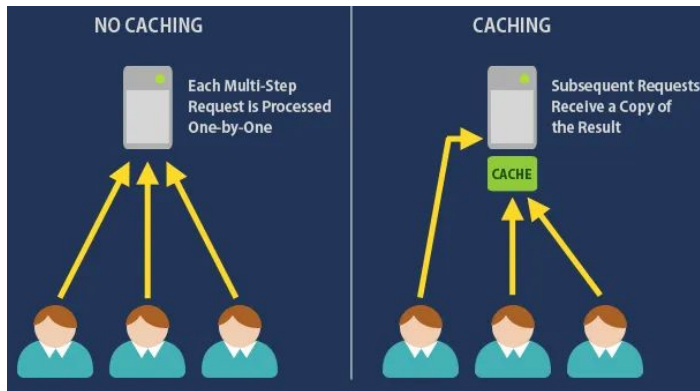 NO CACHING
Each Multi-Step
Request is Processed
One-by-One
CACHING
Subsequent Requests
Receive a Copy of
the Result
CACHE